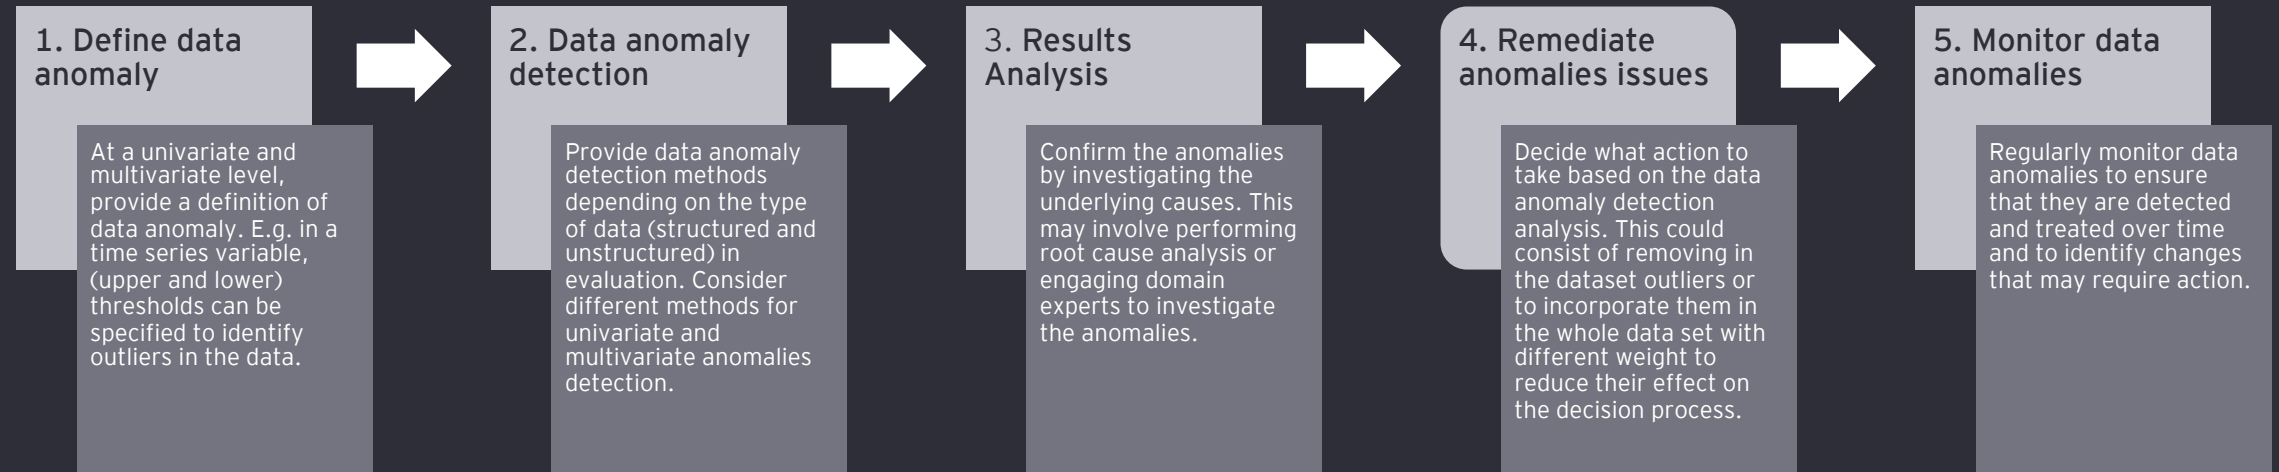 1. Define data
anomaly
At a univariate and
multivariate level,
provide a definition of
data anomaly. E.g. in a
time series variable,
(upper and lower)
thresholds can be
specified to identify
outliers in the data.
2. Data anomaly
detection
Provide data anomaly
detection methods
depending on the type
of data (structured and
unstructured) in
evaluation. Consider
different methods for
univariate and
multivariate anomalies
detection.
3. Results
Analysis
Confirm the anomalies
by investigating the
underlying causes. This
may involve performing
root cause analysis or
engaging domain
experts to investigate
the anomalies.
4. Remediate
anomalies issues
Decide what action to
take based on the data
anomaly detection
analysis. This could
consist of removing in
the dataset outliers or
to incorporate them in
the whole data set with
different weight to
reduce their effect on
the decision process.
5. Monitor data
anomalies
Regularly monitor data
anomalies to ensure
that they are detected
and treated over time
and to identify changes
that may require action.